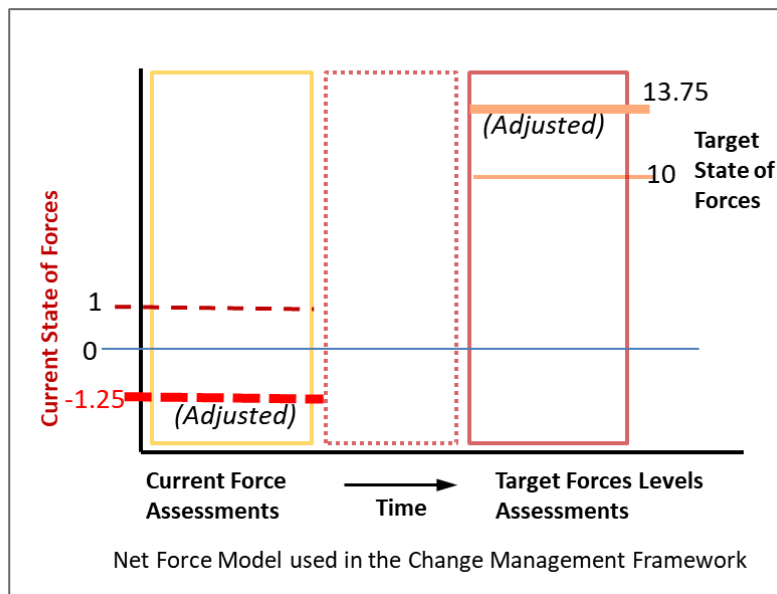 13.75
(Adjusted)
Target
State of
Forces
10
Current State of Forces
1
0
-1.25
(Adjusted)
Current Force
Assessments
Time
Target Forces Levels
Assessments
Net Force Model used in the Change Management Framework